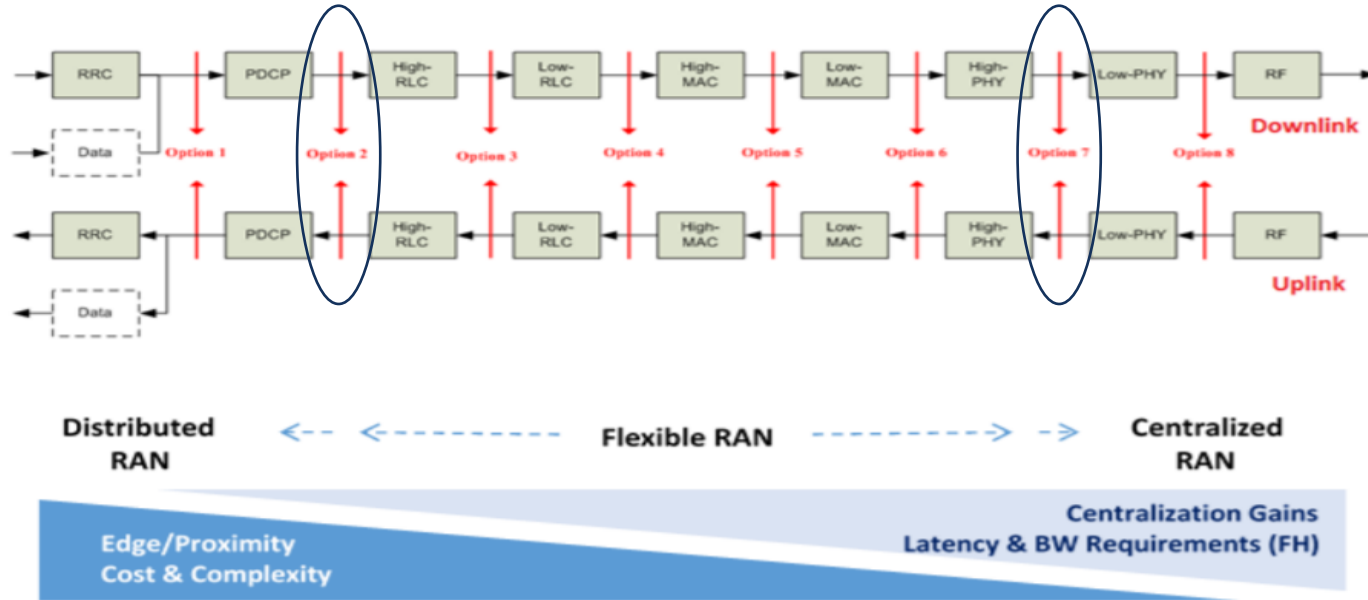 RRC
PDCP
High-
RLC
Low-
RLC
High-
MAC
Low-
MAC
High-
PHY
Low-PHY
RF
Downlink
Data
Option 1
Option 2
Option 3
Option 4
Option 5
Option 6
Option 7
Option 8
RRC
PDCP
High-
RLC
Low-
RLC
High-
MAC
Low-
MAC
High-
PHY
Low-PHY
RF
Uplink
Data
Distributed
RAN
Flexible RAN
Centralized
RAN
Centralization Gains
Latency & BW Requirements (FH)
Edge/Proximity
Cost & Complexity